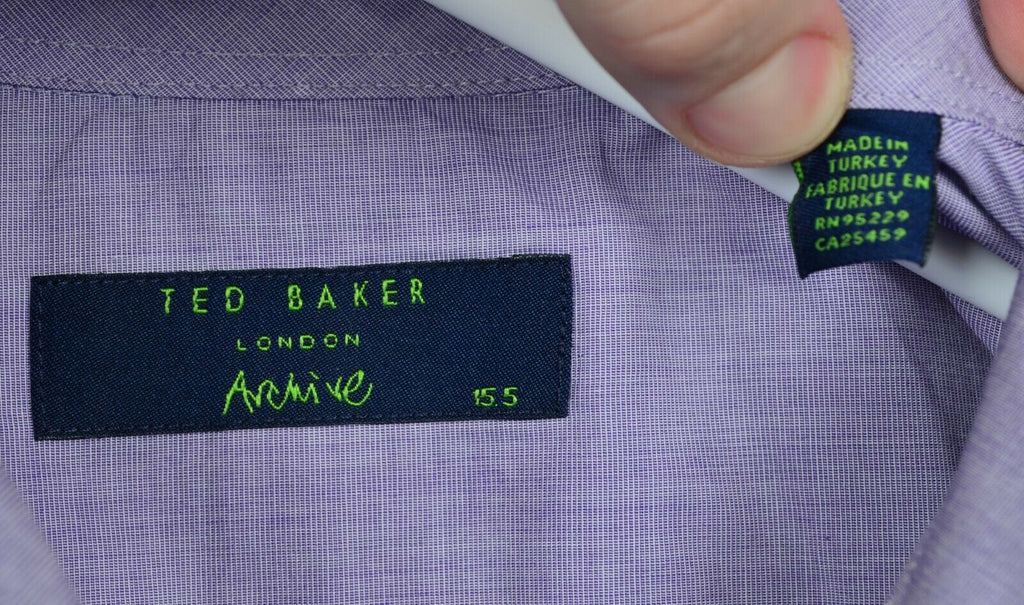 TED BAKER
LONDON
Archive
15.5
MADE IN
TURKEY
FABRIQUE EN
TURKEY
RN95229
CA25459